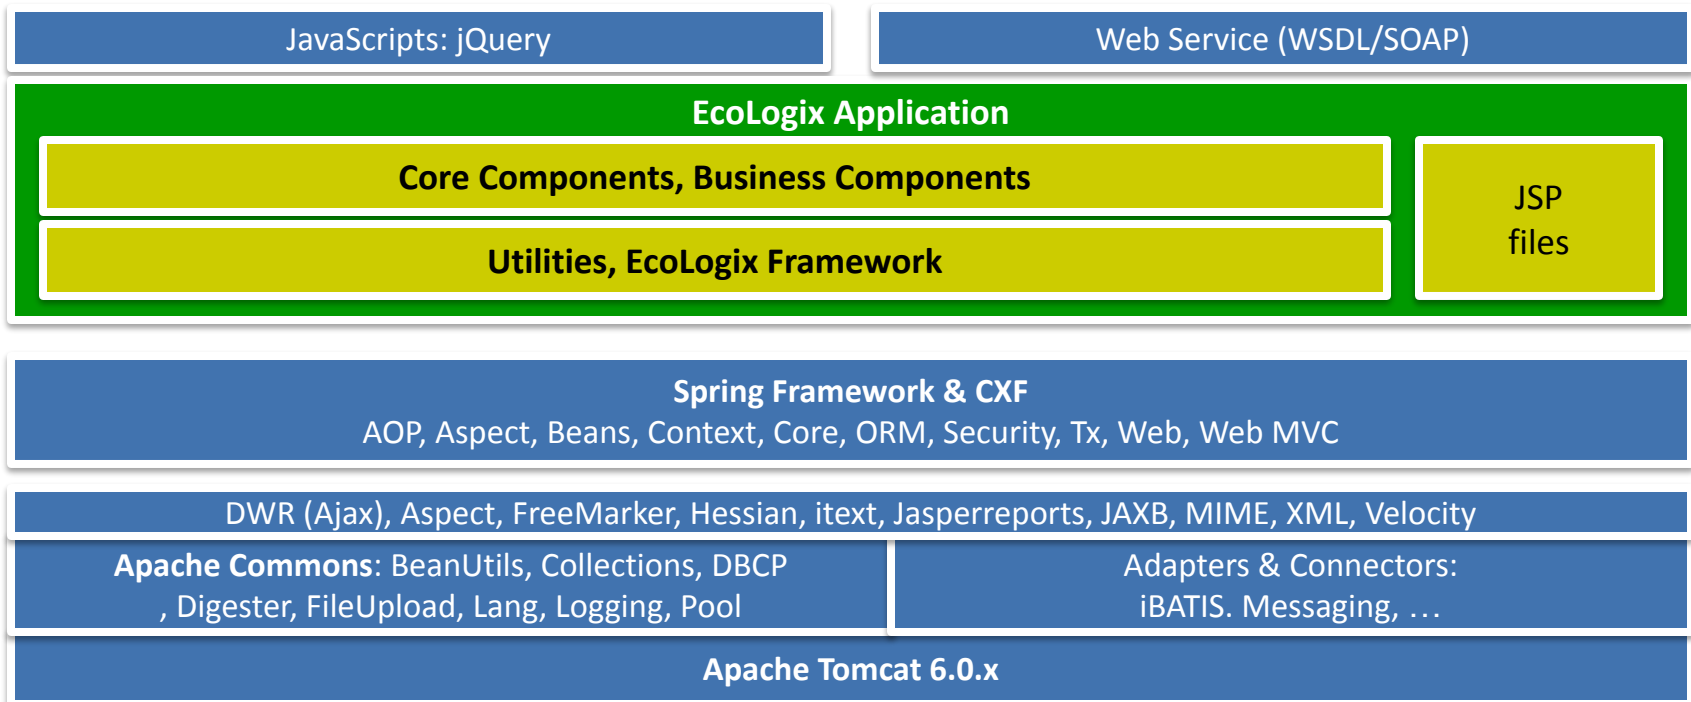 JavaScripts: jQuery
Web Service (WSDL/SOAP)
EcoLogix Application
Core Components, Business Components
Utilities, EcoLogix Framework
JSP
files
Spring Framework & CXF
AOP, Aspect, Beans, Context, Core, ORM, Security, Tx, Web, Web MVC
DWR (Ajax), Aspect, FreeMarker, Hessian, itext, Jasperreports, JAXB, MIME, XML, Velocity
Apache Commons: BeanUtils, Collections, DBCP
, Digester, FileUpload, Lang, Logging, Pool
Adapters & Connectors:
iBATIS. Messaging, …
Apache Tomcat 6.0.x